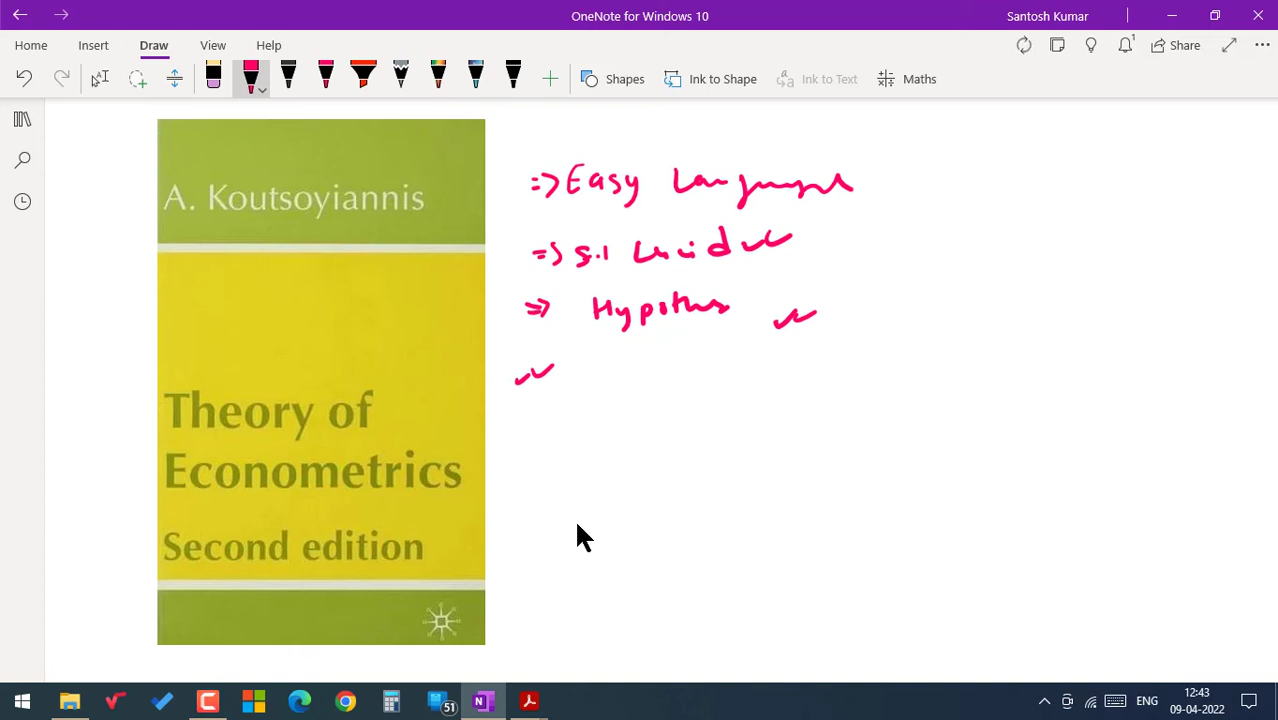 OneNote for Windows 10
Santosh Kumar
Home Insert Draw View Help
Share
Shapes Ink to Shape Ink to Text Maths
A. Koutsoyiannis
Theory of
Econometrics
Second edition
=> Easy Language
=>
=> Hypothes
51
ENG
12:43
09-04-2022